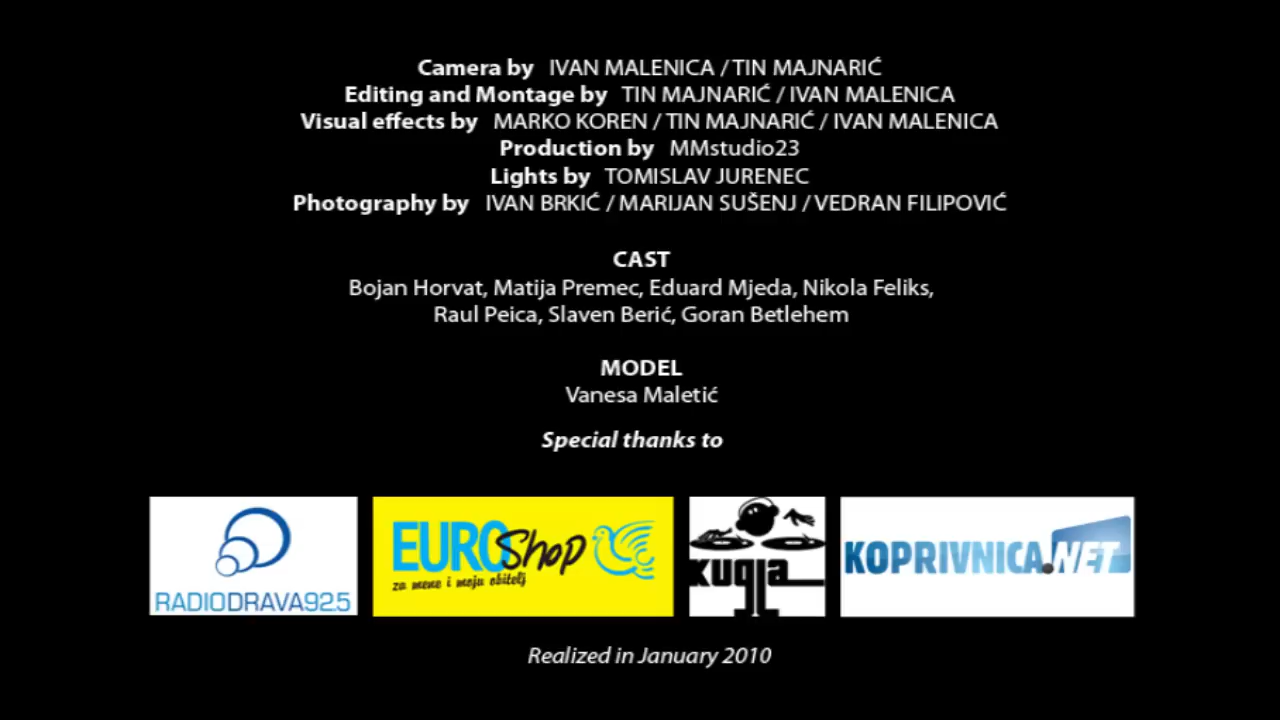 Camera by IVAN MALENICA / TIN MAJNARIĆ
Editing and Montage by TIN MAJNARIĆ / IVAN MALENICA
Visual effects by MARKO KOREN / TIN MAJNARIĆ / IVAN MALENICA
Production by MMstudio23
Lights by TOMISLAV JURENEC
Photography by IVAN BRKIĆ / MARIJAN SUŠENJ / VEDRAN FILIPOVIĆ
CAST
Bojan Horvat, Matija Premec, Eduard Mjeda, Nikola Feliks,
Raul Peica, Slaven Berić, Goran Betlehem
MODEL
Vanesa Maletić
Special thanks to
RADIODRAVA92.5
EUROShop
za mene i moju obitelj
kugla
KOPRIVNICA.NET
Realized in January 2010